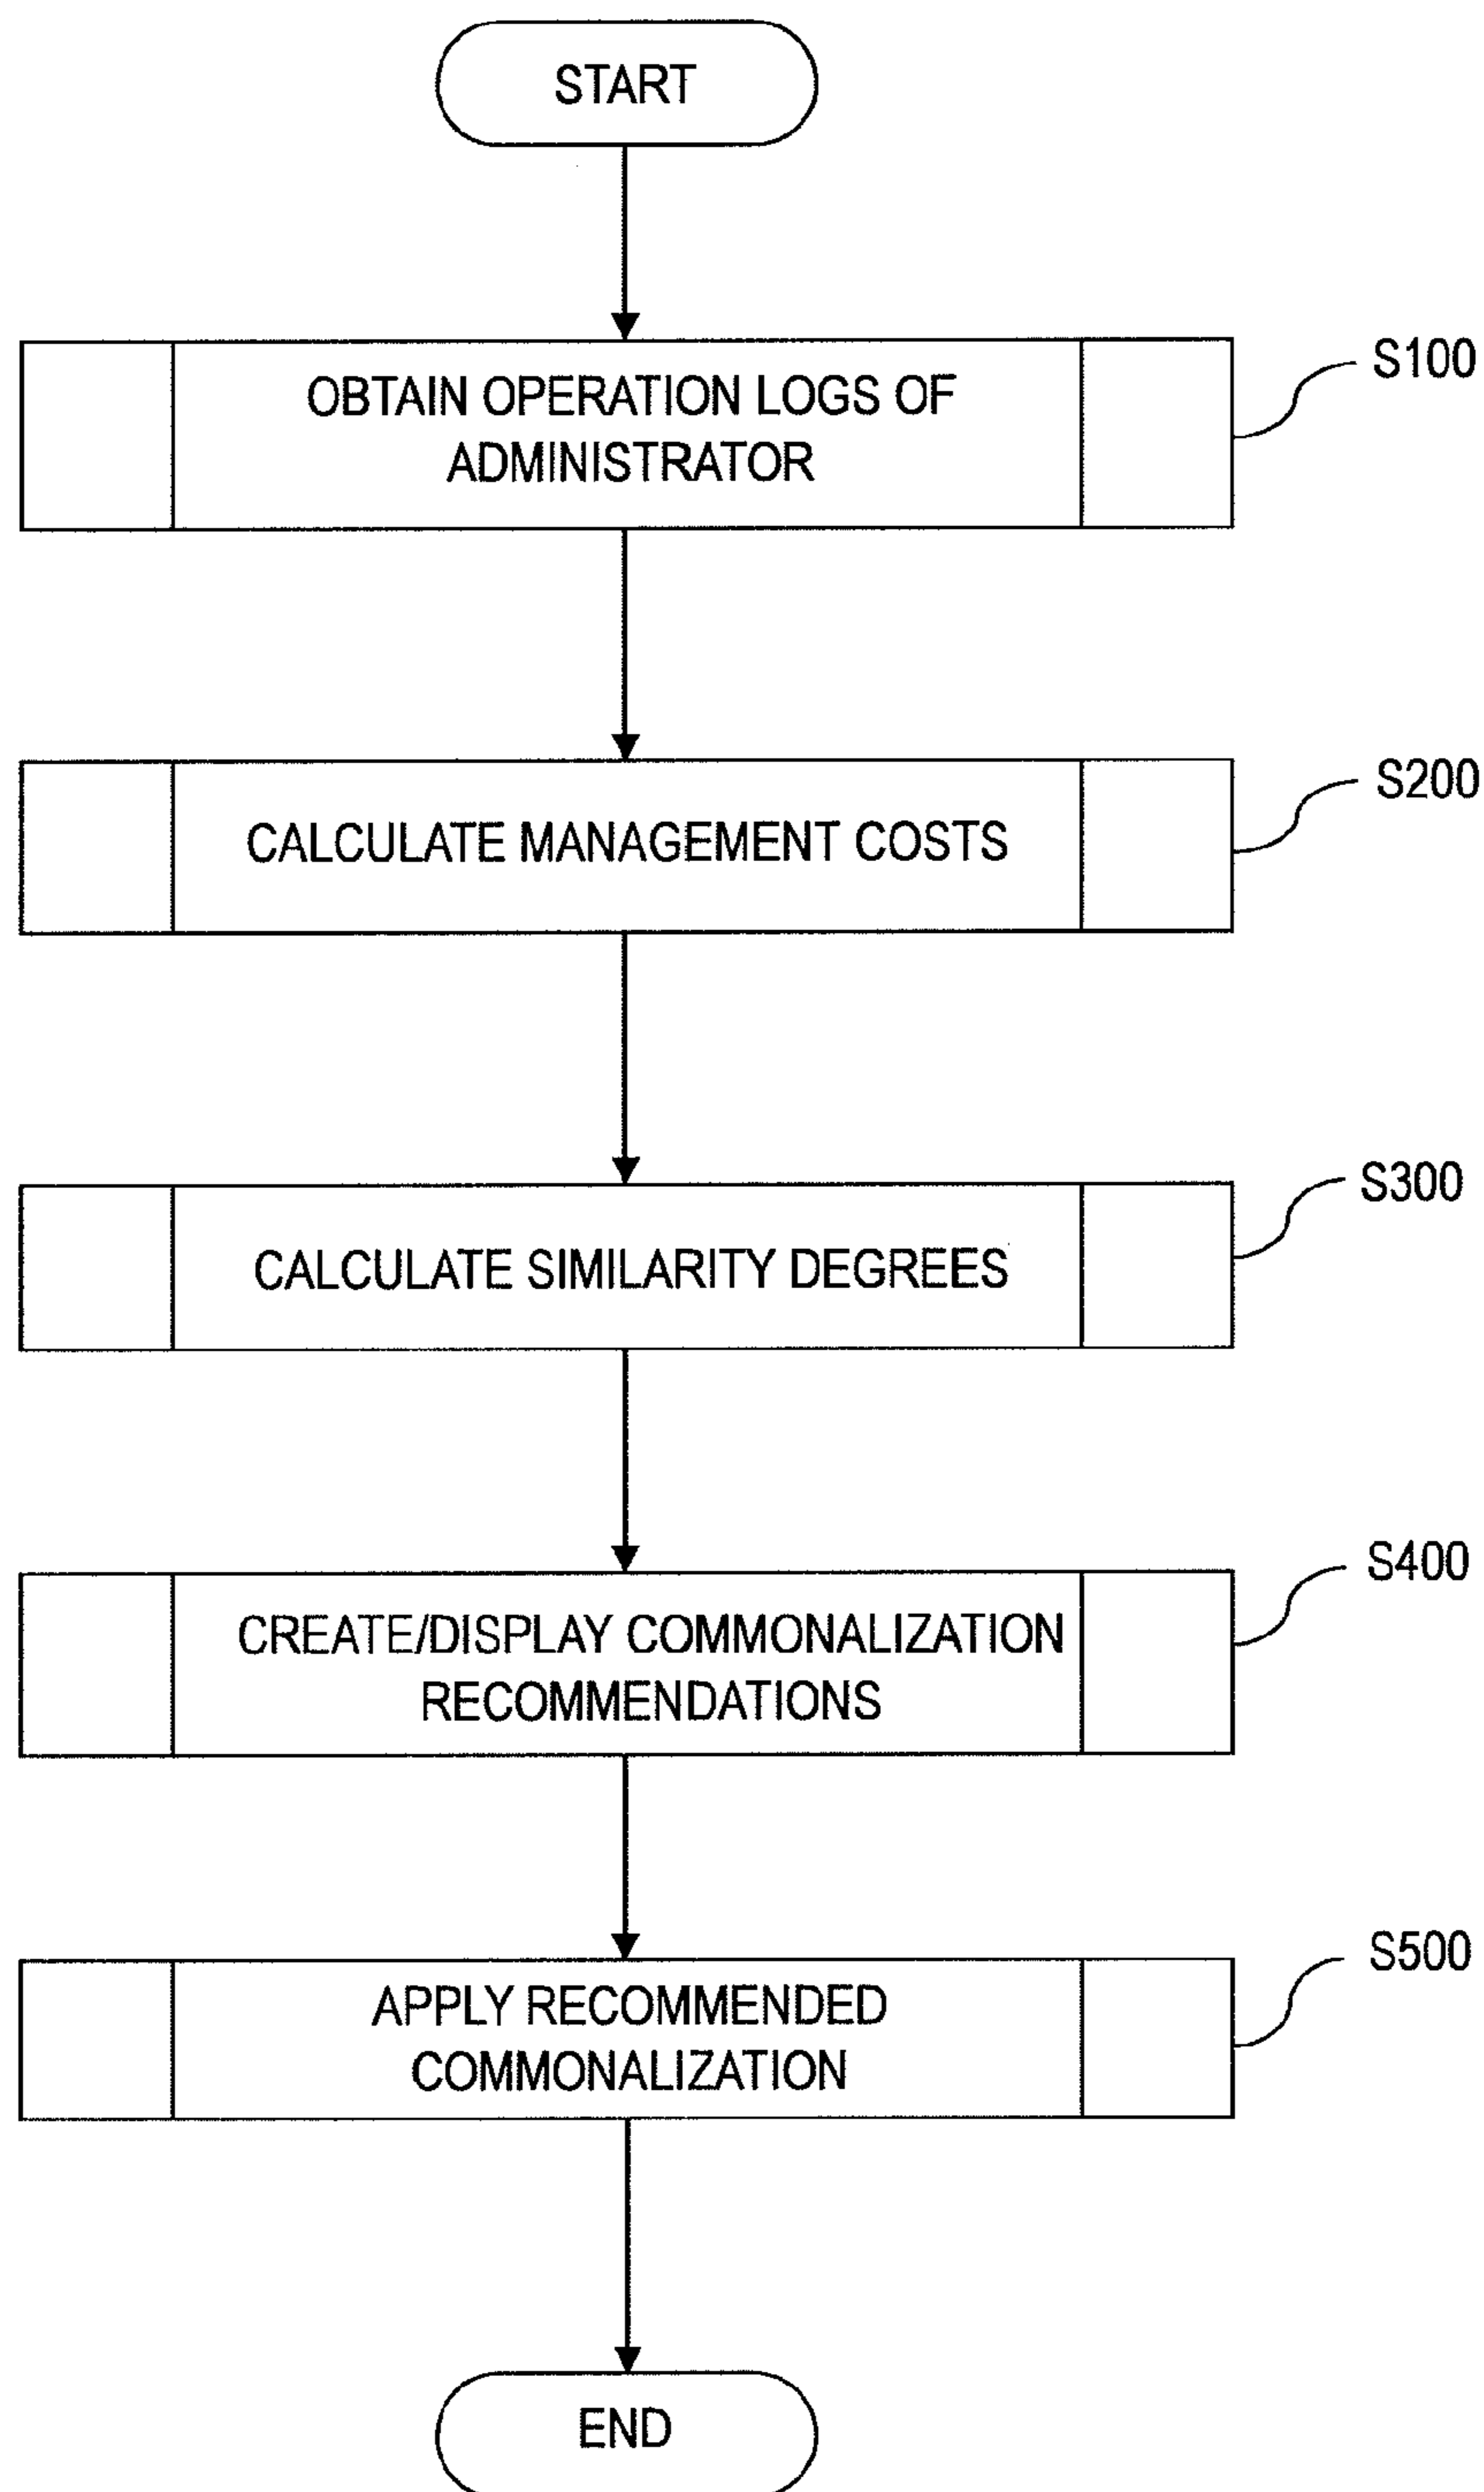 START
OBTAIN OPERATION LOGS OF
ADMINISTRATOR
S100
CALCULATE MANAGEMENT COSTS
S200
CALCULATE SIMILARITY DEGREES
S300
CREATE/DISPLAY COMMONALIZATION
RECOMMENDATIONS
S400
APPLY RECOMMENDED
COMMONALIZATION
S500
END